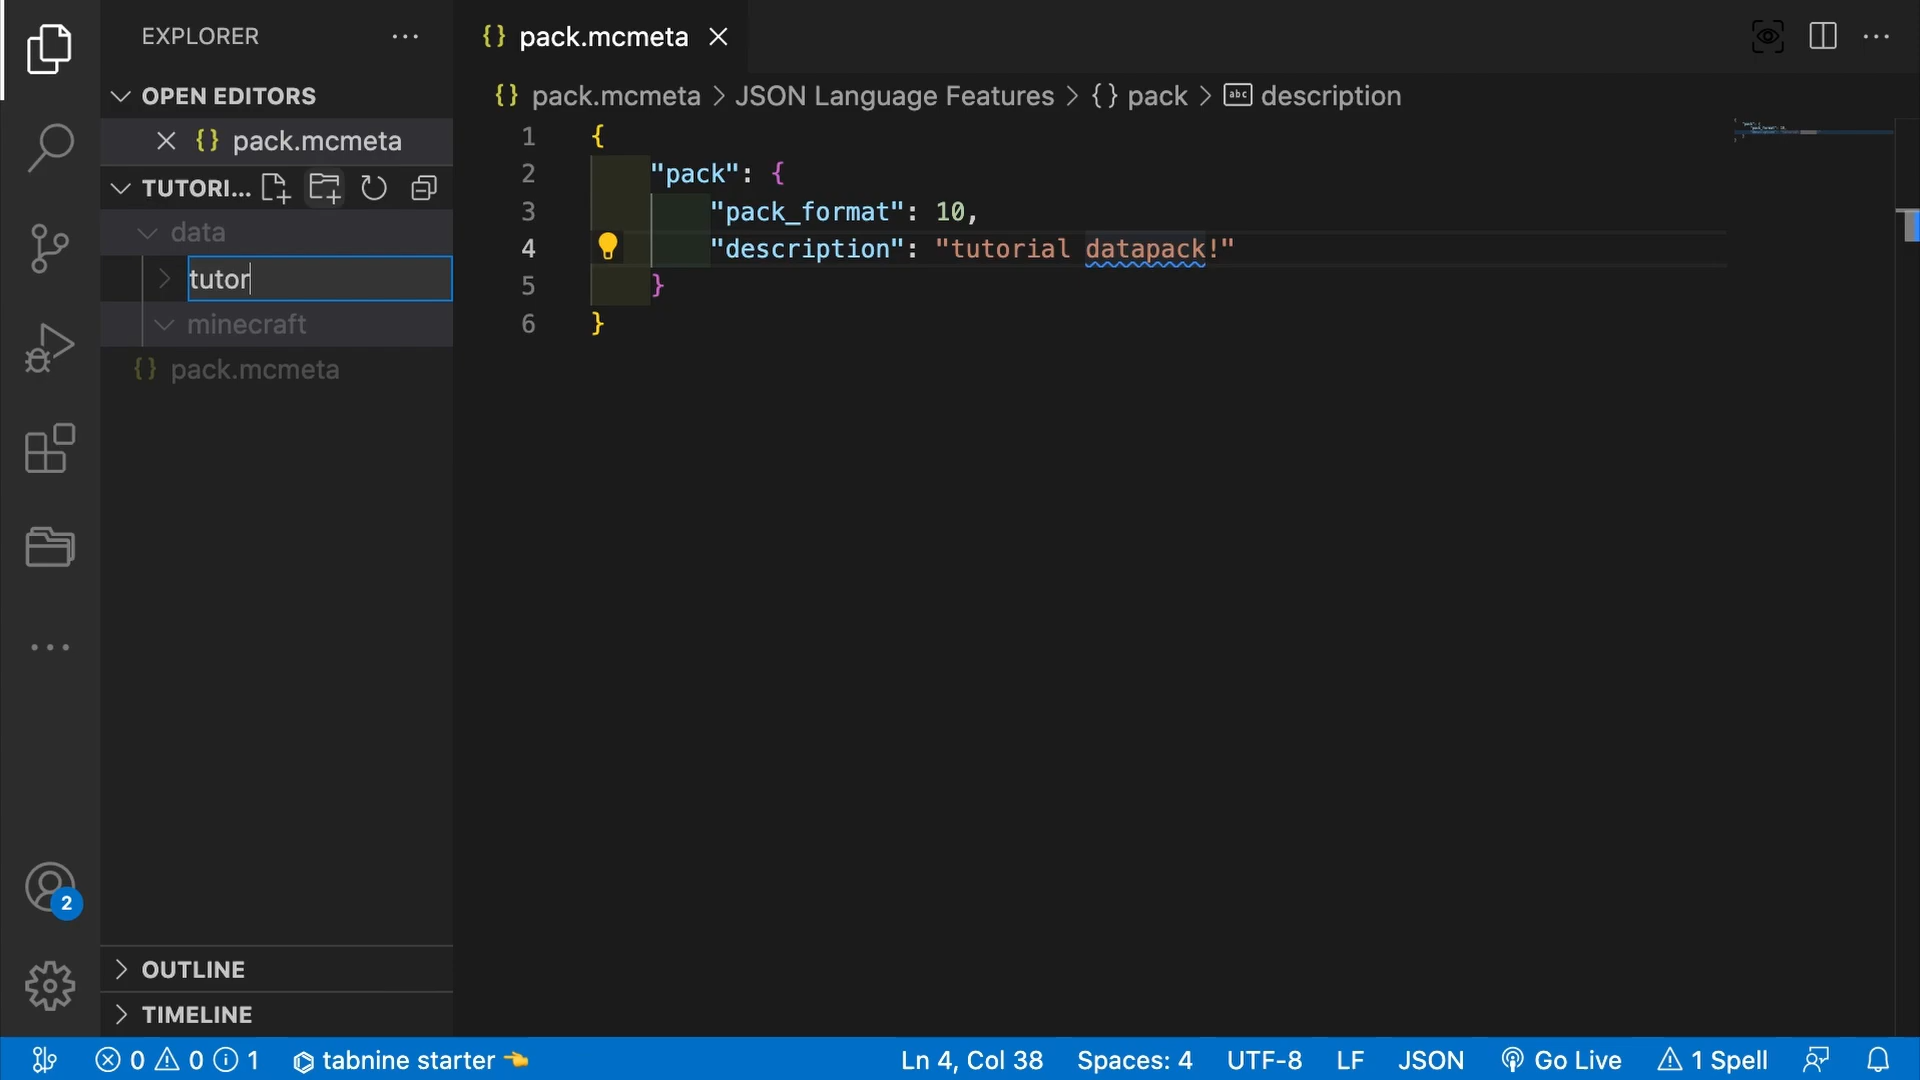 EXPLORER
OPEN EDITORS
pack.mcmeta
TUTORI...
data
tutor
minecraft
pack.mcmeta
OUTLINE
TIMELINE
2
pack.mcmeta
pack.mcmeta > JSON Language Features > {} pack > abc description
1 {
2 "pack": {
3 "pack_format": 10,
4 "description": "tutorial datapack!"
5 }
6 }
0 0 1 tabnine starter Ln 4, Col 38 Spaces: 4 UTF-8 LF JSON Go Live 1 Spell